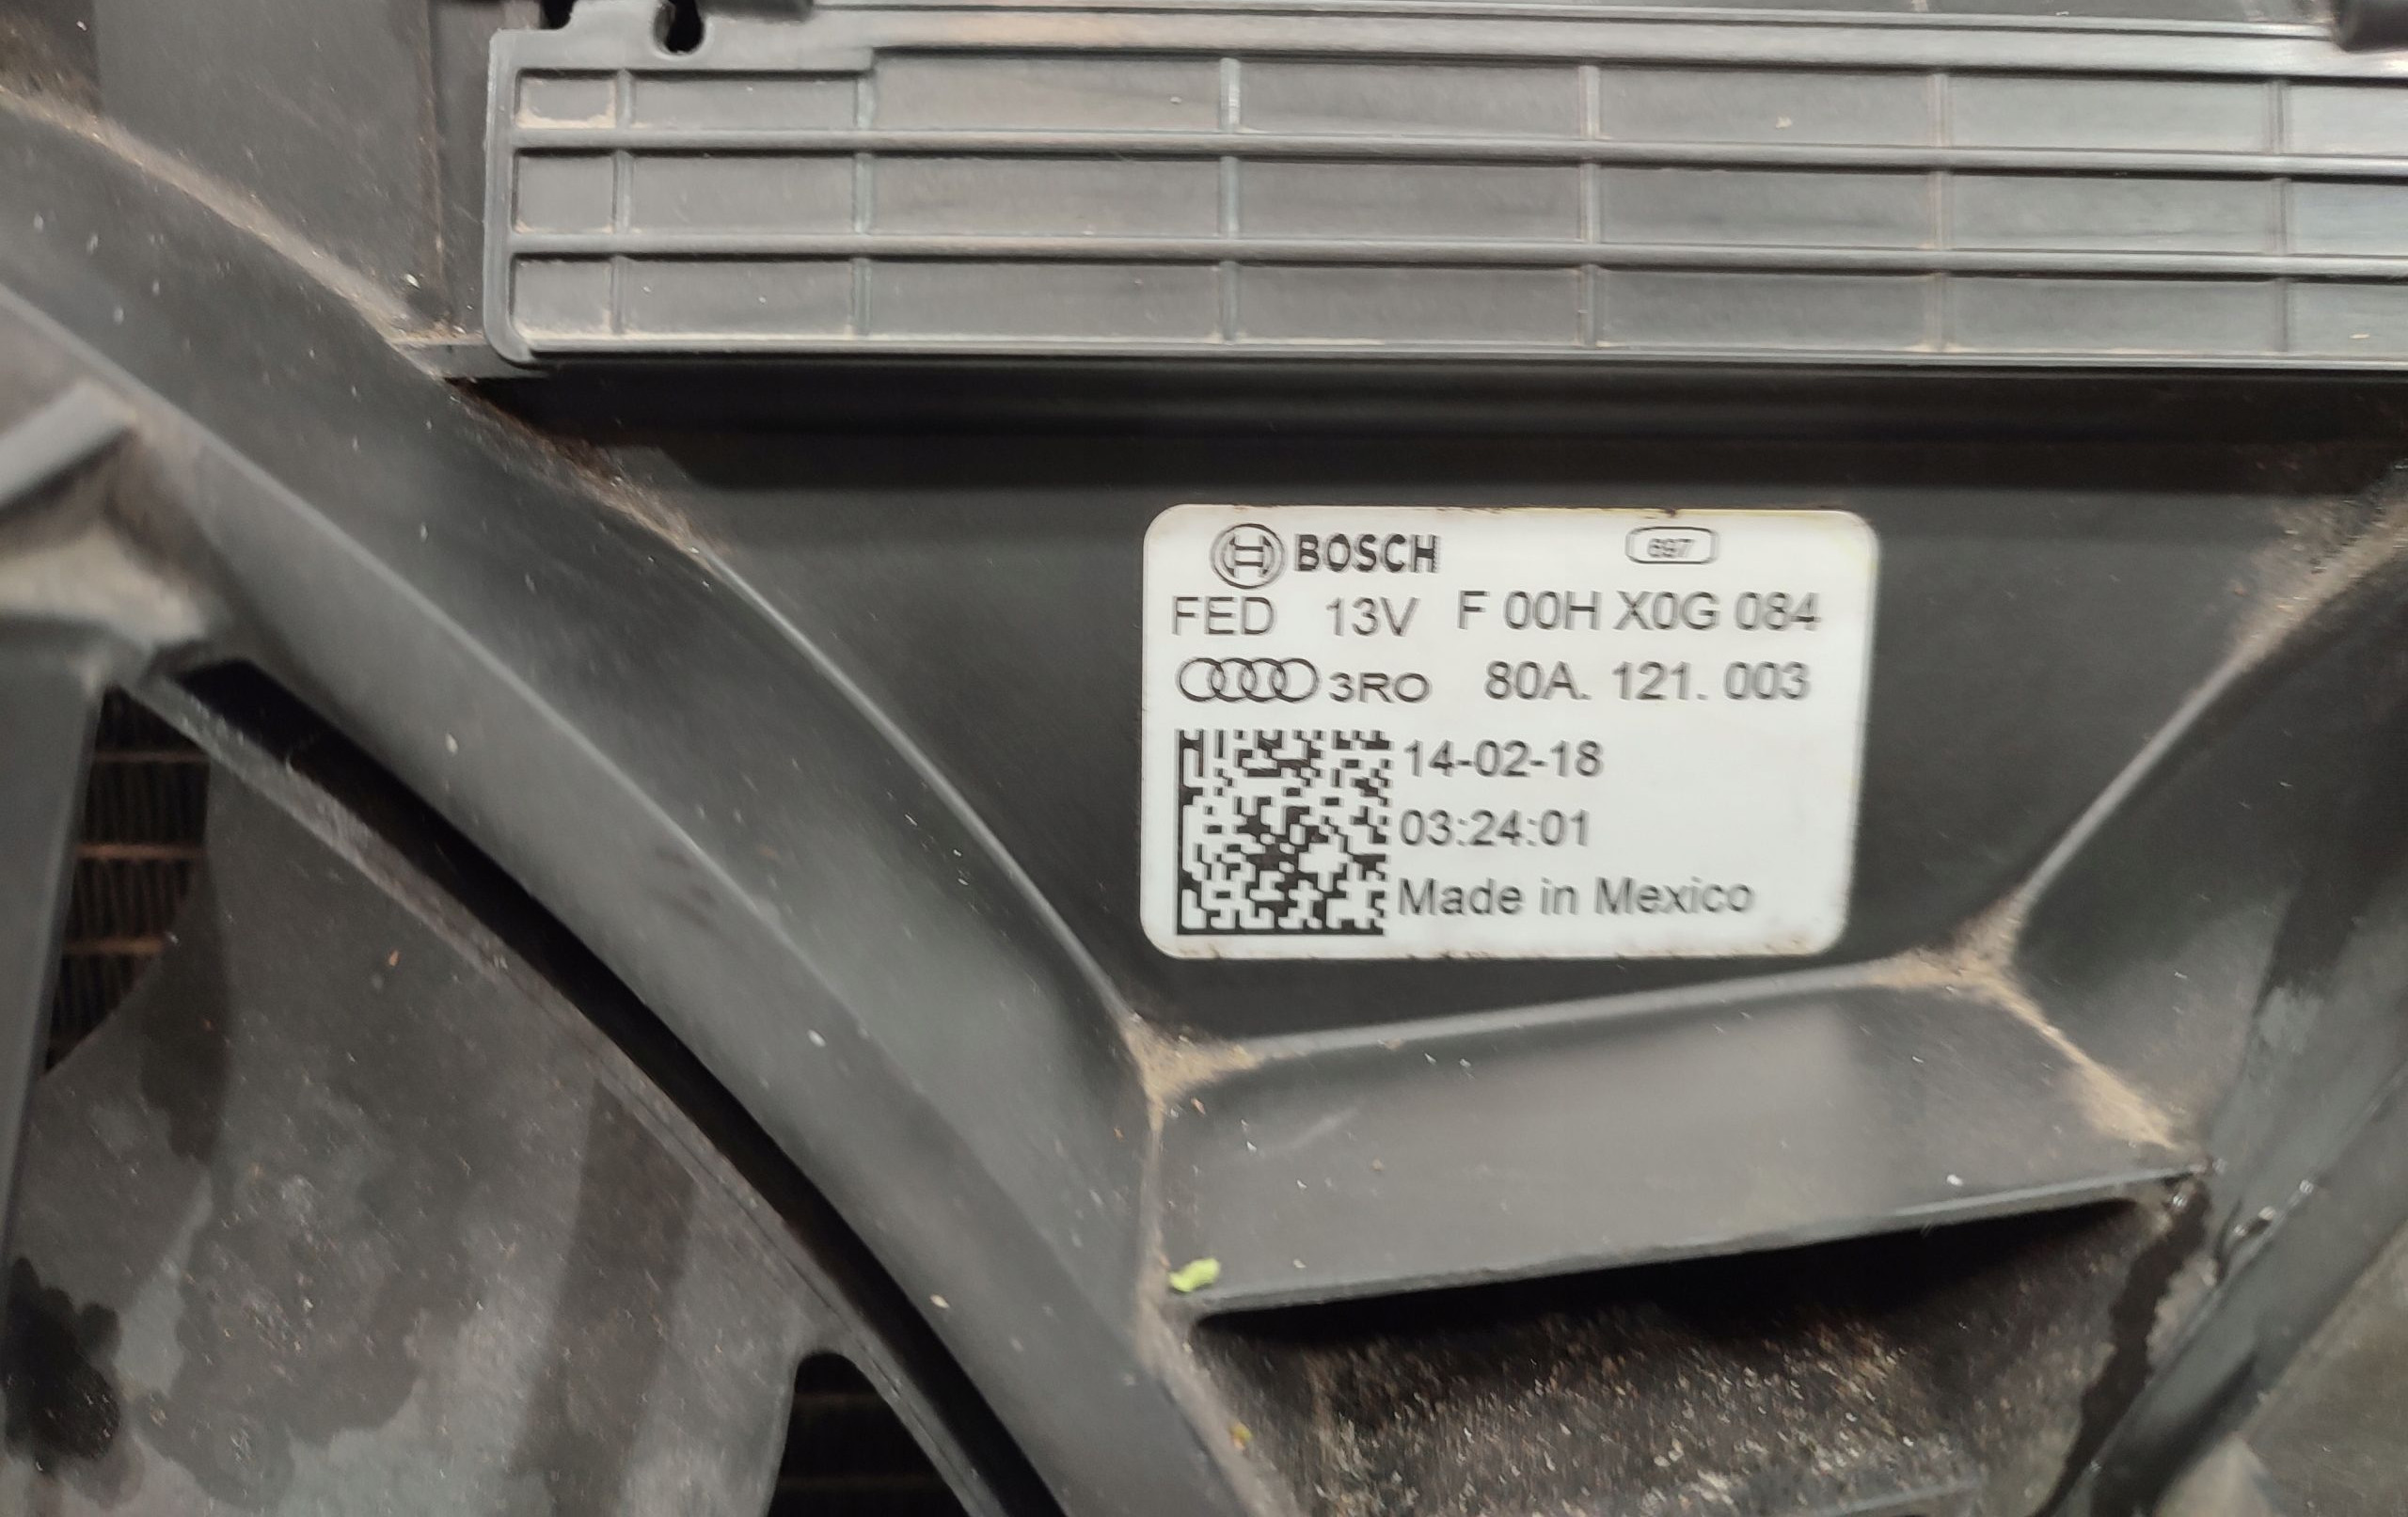 BOSCH 697
FED 13V F 00H X0G 084
3RO 80A. 121. 003
14-02-18
03:24:01
Made in Mexico